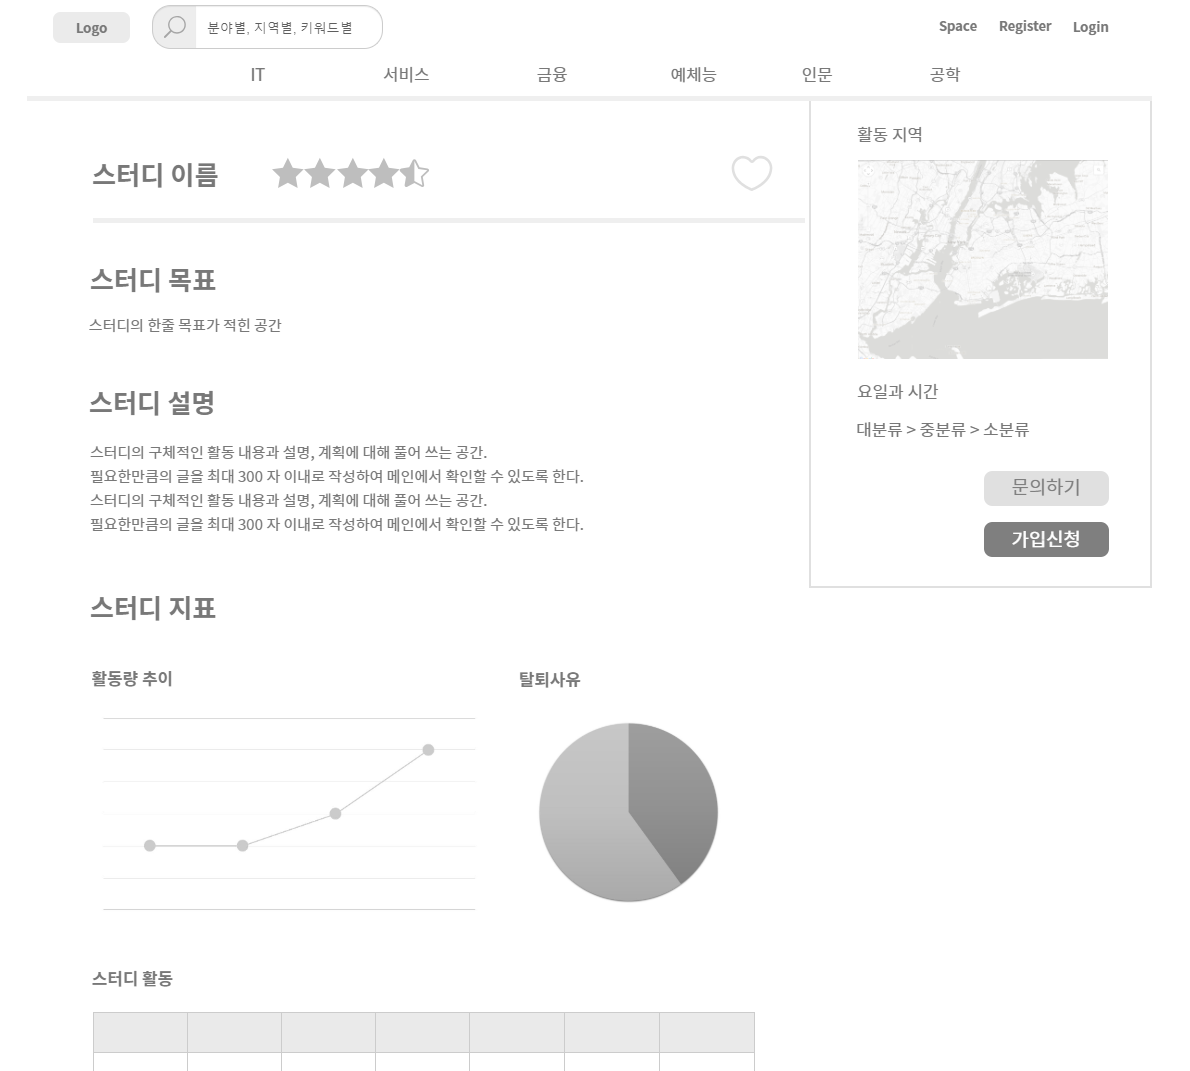 Logo
분야별, 지역별, 키워드별
Space
Register
Login
IT
서비스
금융
예체능
인문
공학
스터디 이름
활동 지역
스터디 목표
스터디의 한줄 목표가 적힌 공간
요일과 시간
대분류 > 중분류 > 소분류
문의하기
가입신청
스터디 설명
스터디의 구체적인 활동 내용과 설명, 계획에 대해 풀어 쓰는 공간.
필요한만큼의 글을 최대 300 자 이내로 작성하여 메인에서 확인할 수 있도록 한다.
스터디의 구체적인 활동 내용과 설명, 계획에 대해 풀어 쓰는 공간.
필요한만큼의 글을 최대 300 자 이내로 작성하여 메인에서 확인할 수 있도록 한다.
스터디 지표
활동량 추이
탈퇴사유
스터디 활동